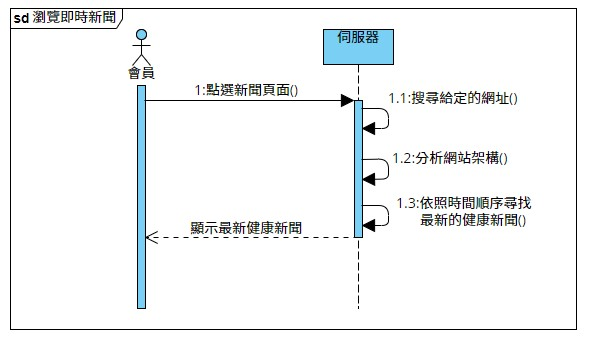 sd 瀏覽即時新聞
會員
伺服器
1:點選新聞頁面()
1.1:搜尋給定的網址()
1.2:分析網站架構()
1.3:依照時間順序尋找
最新的健康新聞()
顯示最新健康新聞